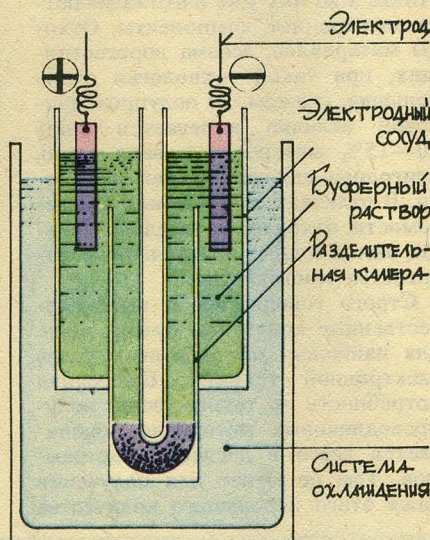 +
−
Электрод
Электродный
сосуд
Буферный
раствор
Разделитель-
ная камера
Система
охлаждения